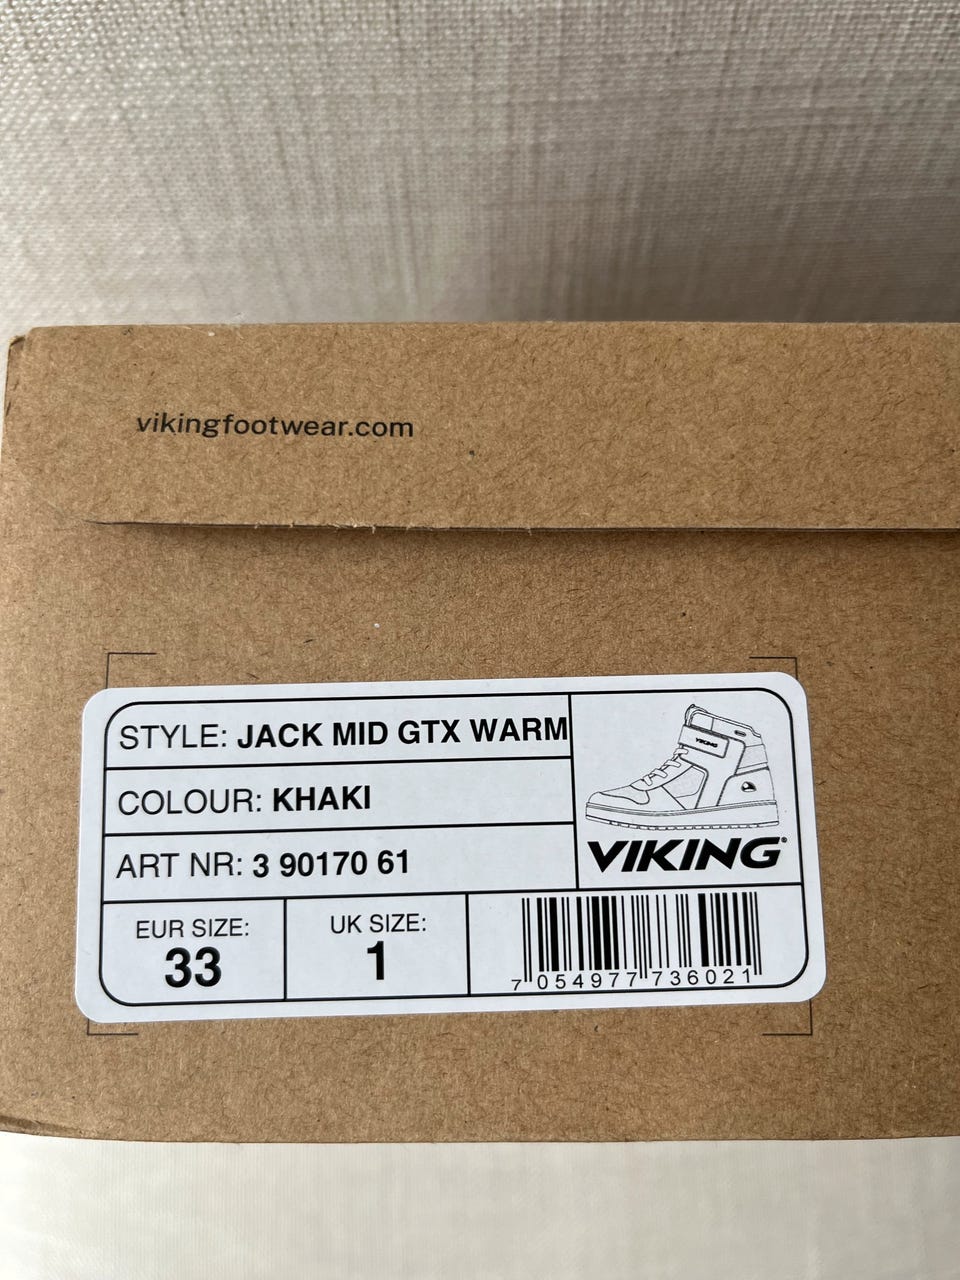 vikingfootwear.com
STYLE: JACK MID GTX WARM
COLOUR: KHAKI
ART NR: 3 90170 61
VIKING
VIKING®
EUR SIZE:
33
UK SIZE:
1
7 054977 736021